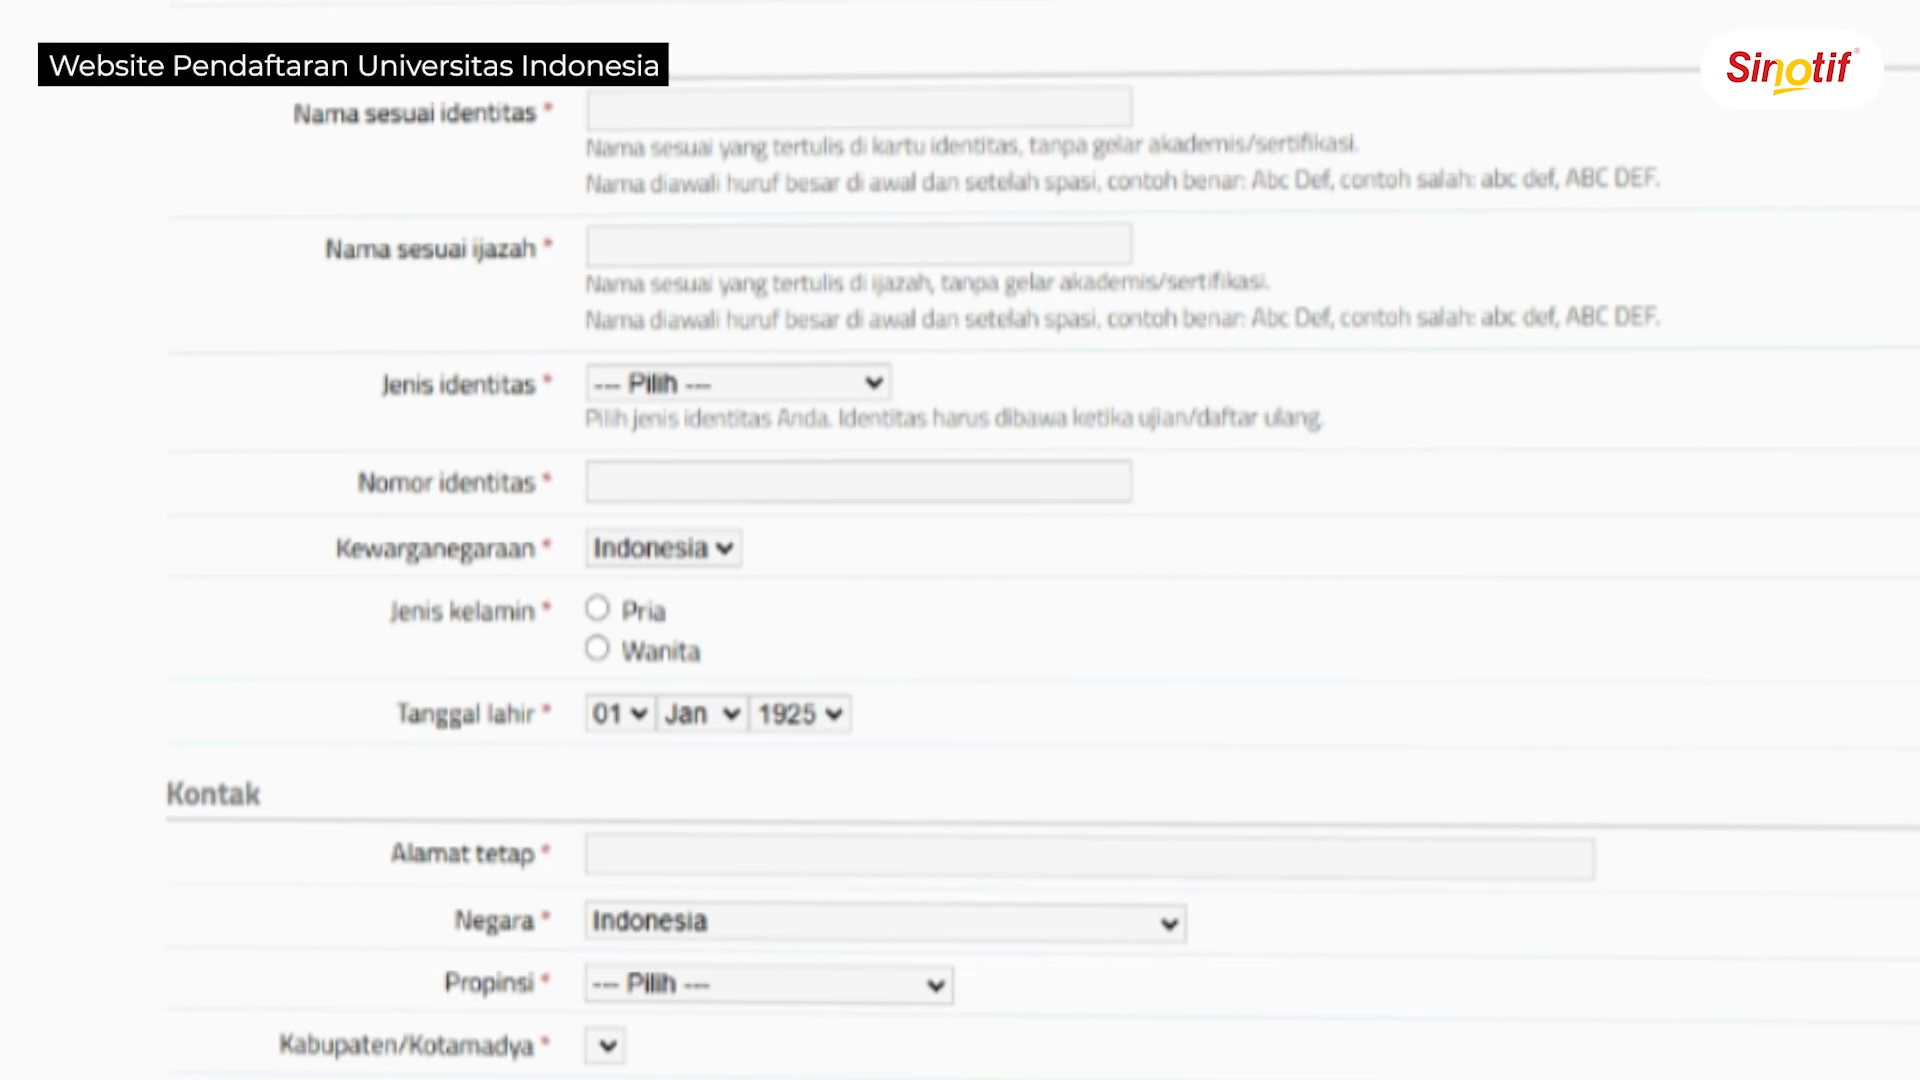 Website Pendaftaran Universitas Indonesia
Sinotif
Nama sesuai identitas *
Nama sesuai yang tertulis di kartu identitas, tanpa gelar akademis/sertifikasi.
Nama diawali huruf besar di awal dan setelah spasi, contoh benar: Abc Def, contoh salah: abc def, ABC DEF.
Nama sesuai ijazah *
Nama sesuai yang tertulis di ijazah, tanpa gelar akademis/sertifikasi.
Nama diawali huruf besar di awal dan setelah spasi, contoh benar: Abc Def, contoh salah: abc def, ABC DEF.
Jenis identitas * --- Pilih ---
Pilih jenis identitas Anda. Identitas harus dibawa ketika ujian/daftar ulang.
Nomor identitas *
Kewarganegaraan * Indonesia
Jenis kelamin * Pria
Wanita
Tanggal lahir * 01 Jan 1925
Kontak
Alamat tetap *
Negara * Indonesia
Propinsi * --- Pilih ---
Kabupaten/Kotamadya *